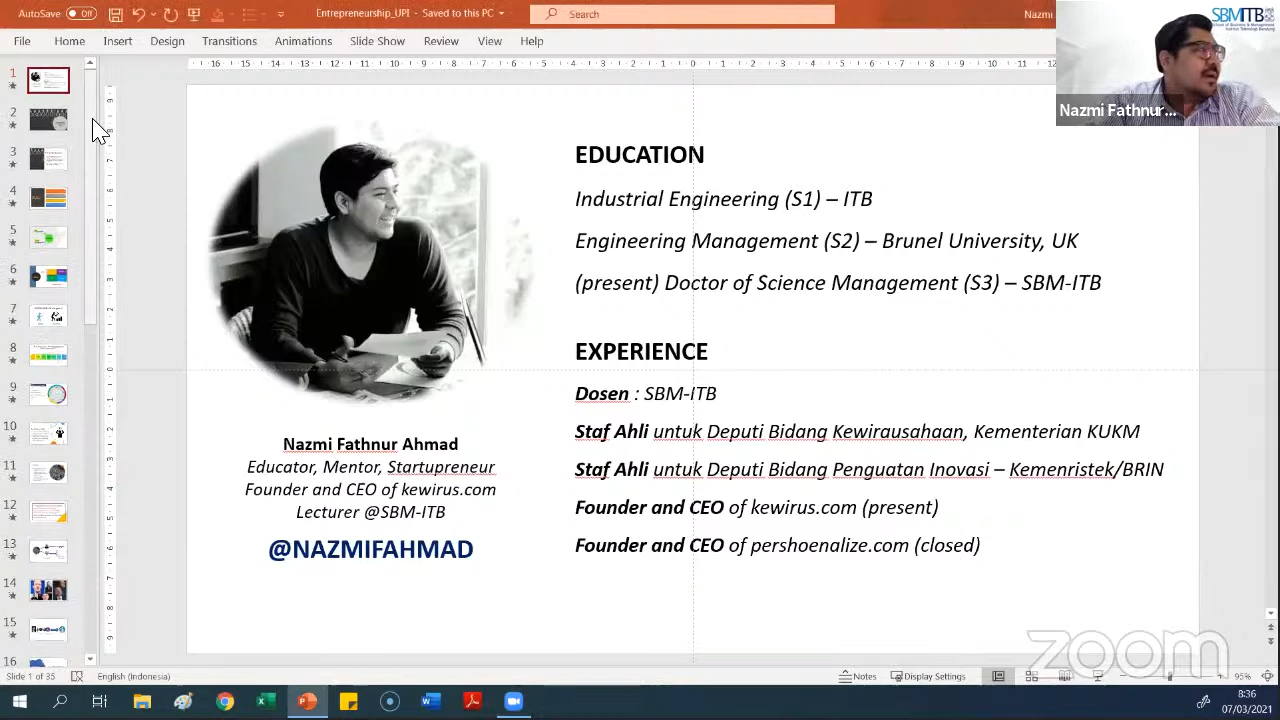 Entrepreneurship_UPI • Saved to this PC
Search
Nazmi
Home
Insert
Design
Transitions
Animations
Slide Show
Review
View
Help
SBMITB
Nazmi Fathnur...
EDUCATION
Industrial Engineering (S1) – ITB
Engineering Management (S2) – Brunel University, UK
(present) Doctor of Science Management (S3) – SBM-ITB
EXPERIENCE
Dosen : SBM-ITB
Staf Ahli untuk Deputi Bidang Kewirausahaan, Kementerian KUKM
Staf Ahli untuk Deputi Bidang Penguatan Inovasi – Kemenristek/BRIN
Founder and CEO of kewirus.com (present)
Founder and CEO of pershoenalize.com (closed)
Nazmi Fathnur Ahmad
Educator, Mentor, Startupreneur
Founder and CEO of kewirus.com
Lecturer @SBM-ITB
@NAZMIFAHMAD
zoom
Slide 1 of 35
English (Indonesia)
Notes
Display Settings
95%
8:36
07/03/2021